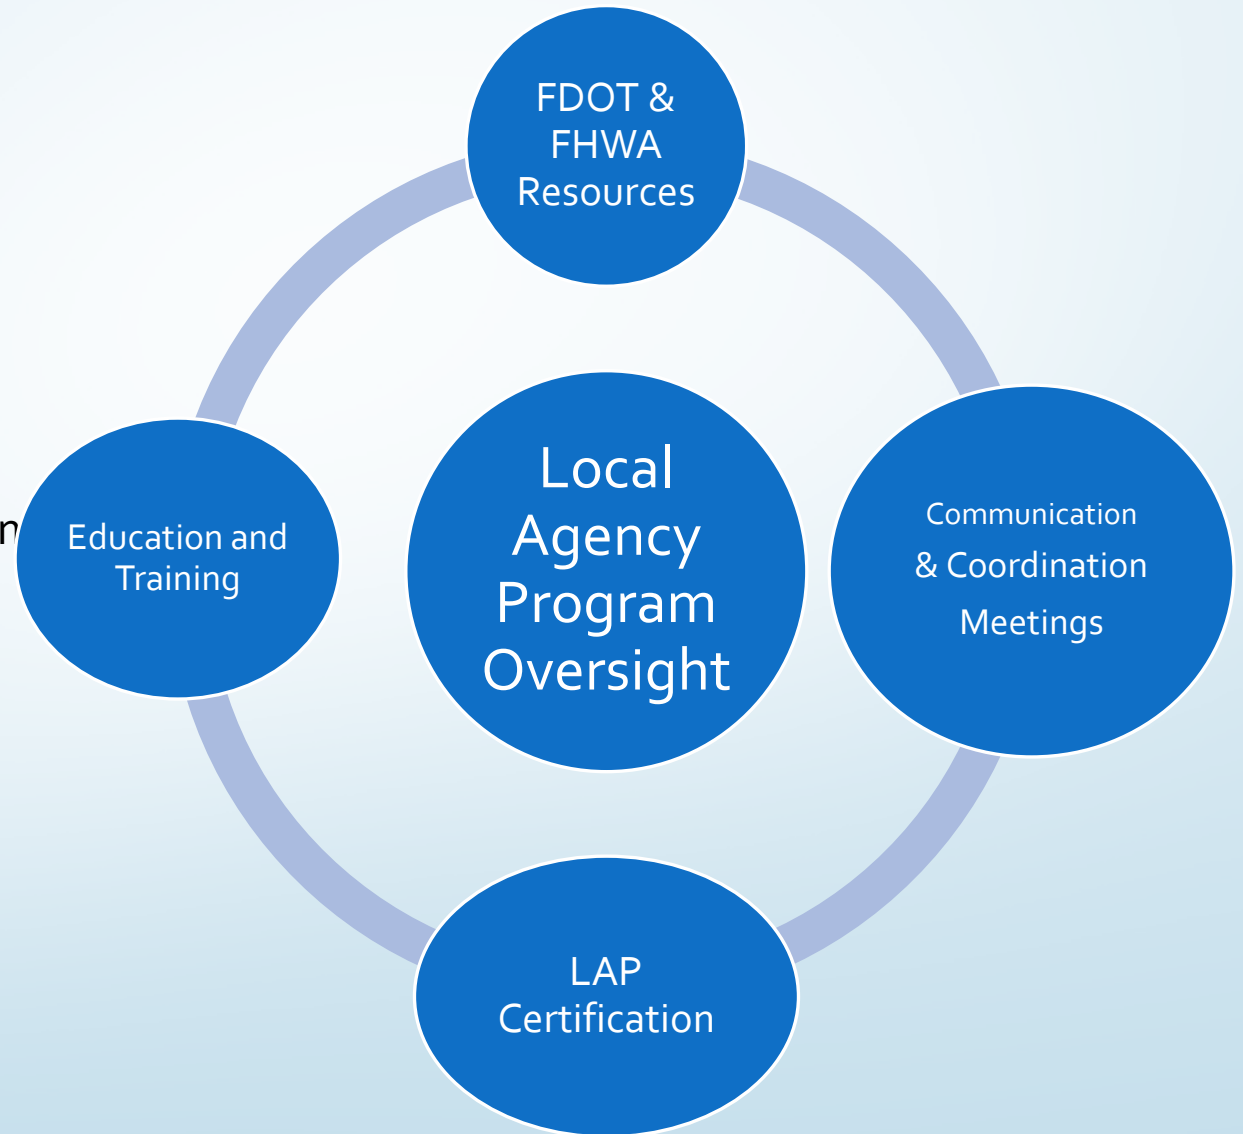 FDOT &
FHWA
Resources
Local
Agency
Program
Oversight
Communication
& Coordination
Meetings
Education and
Training
LAP
Certification